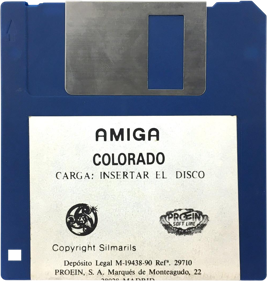 AMIGA
COLORADO
CARGA: INSERTAR EL DISCO
PROEIN
SOFT LINE
Copyright Silmarils
Depósito Legal M-19438-90 Refª. 29710
PROEIN, S. A. Marqués de Monteagudo, 22
28028 MADRID